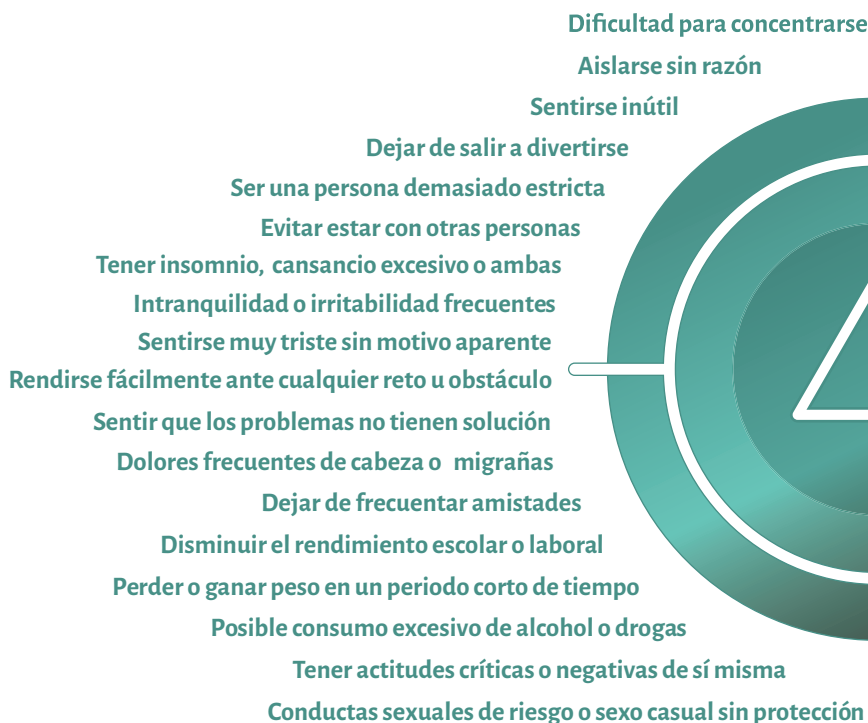 Dificultad para concentrarse
Aislarse sin razón
Sentirse inútil
Dejar de salir a divertirse
Ser una persona demasiado estricta
Evitar estar con otras personas
Tener insomnio, cansancio excesivo o ambas
Intranquilidad o irritabilidad frecuentes
Sentirse muy triste sin motivo aparente
Rendirse fácilmente ante cualquier reto u obstáculo
Sentir que los problemas no tienen solución
Dolores frecuentes de cabeza o migrañas
Dejar de frecuentar amistades
Disminuir el rendimiento escolar o laboral
Perder o ganar peso en un periodo corto de tiempo
Posible consumo excesivo de alcohol o drogas
Tener actitudes críticas o negativas de sí misma
Conductas sexuales de riesgo o sexo casual sin protección